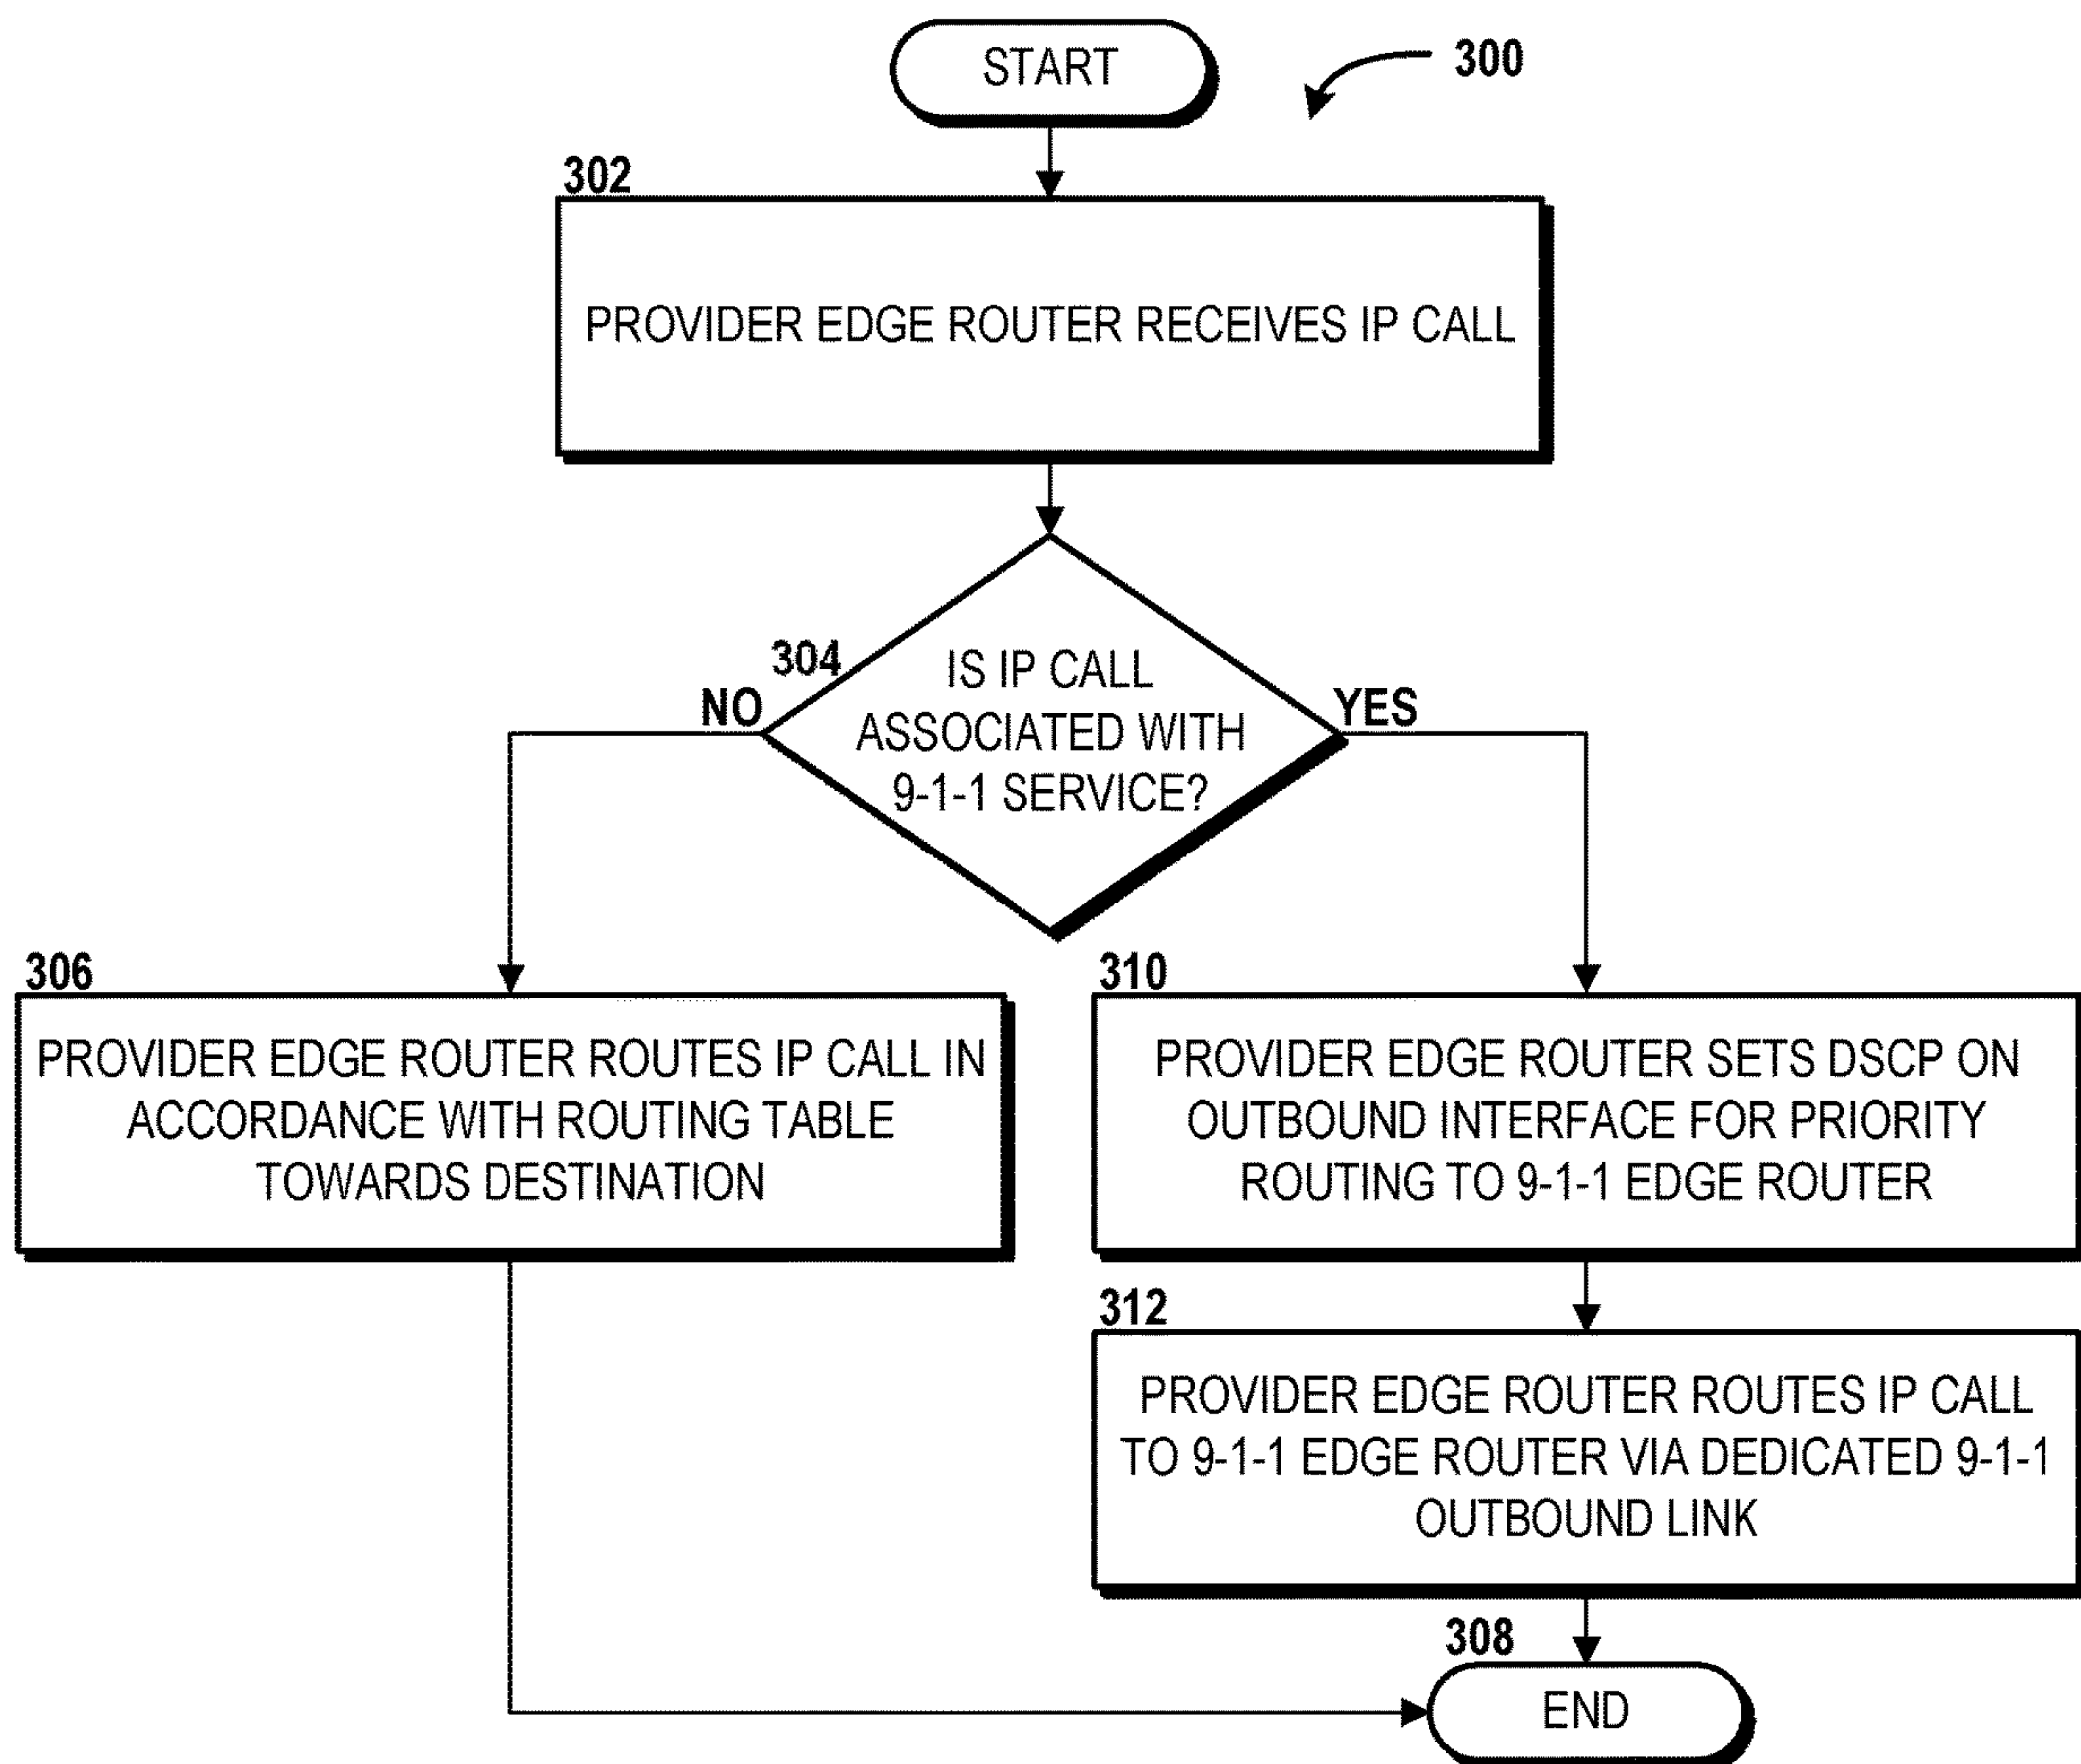 START
300
302
PROVIDER EDGE ROUTER RECEIVES IP CALL
304
IS IP CALL
ASSOCIATED WITH
9-1-1 SERVICE?
NO
YES
306
PROVIDER EDGE ROUTER ROUTES IP CALL IN
ACCORDANCE WITH ROUTING TABLE
TOWARDS DESTINATION
310
PROVIDER EDGE ROUTER SETS DSCP ON
OUTBOUND INTERFACE FOR PRIORITY
ROUTING TO 9-1-1 EDGE ROUTER
312
PROVIDER EDGE ROUTER ROUTES IP CALL
TO 9-1-1 EDGE ROUTER VIA DEDICATED 9-1-1
OUTBOUND LINK
308
END